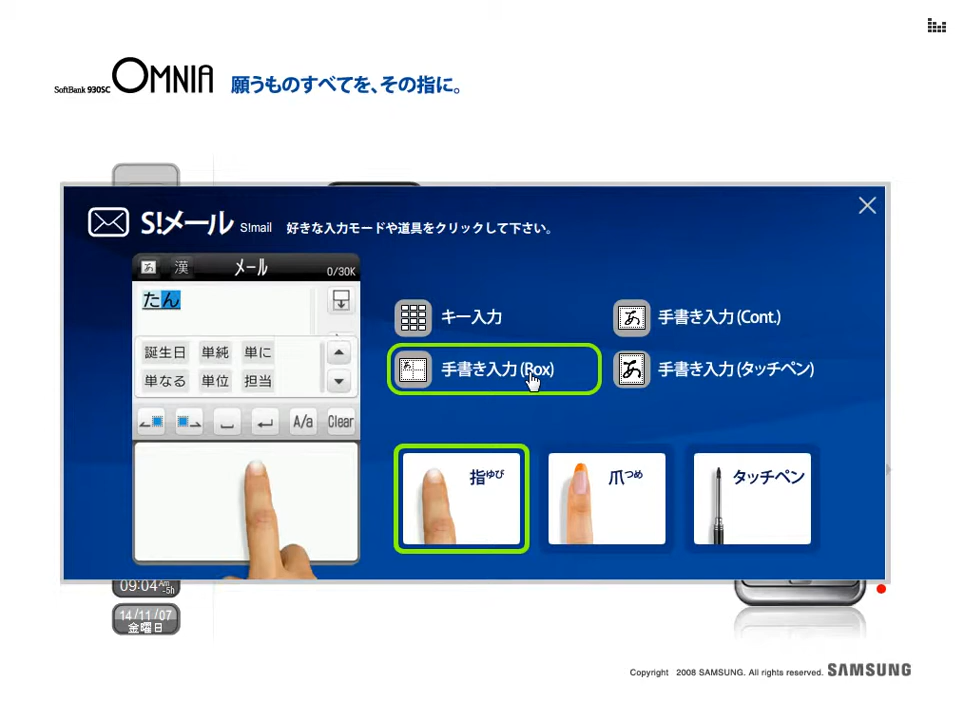 SoftBank 930SC OMNIA 願うものすべてを、その指に。
S!メール S!mail 好きな入力モードや道具をクリックして下さい。
あ 漢 メール 0/30K
たん
誕生日 単純 単に
単なる 単位 担当
A/a Clear
キー入力
手書き入力(Cont.)
手書き入力(Box)
手書き入力(タッチペン)
指ゆび
爪つめ
タッチペン
09:04 AM -5h
14/11/07
金曜日
Copyright 2008 SAMSUNG. All rights reserved. SAMSUNG